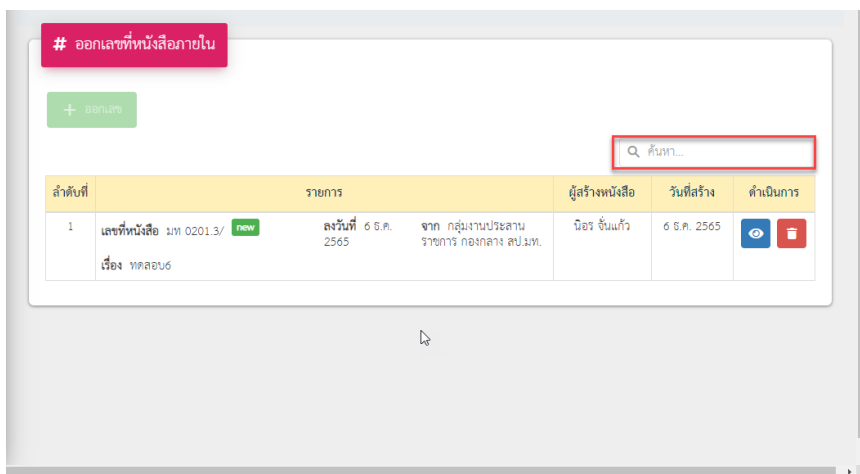 # ออกเลขที่หนังสือภายใน
+ ออกเลข
ค้นหา...
ลำดับที่ รายการ ผู้สร้างหนังสือ วันที่สร้าง ดำเนินการ
1 เลขที่หนังสือ มท 0201.3/ new ลงวันที่ 6 ธ.ค. จาก กลุ่มงานประสาน นิอร จั่นแก้ว 6 ธ.ค. 2565
2565 ราชการ กองกลาง สป.มท.
เรื่อง ทดสอบ6